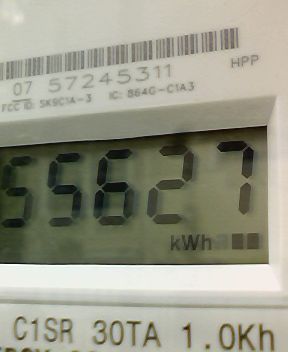 07 57245311
HPP
FCC ID: SK9C1A-3 IC: 864G-C1A3
55627
kWh
C1SR 30TA 1.0Kh